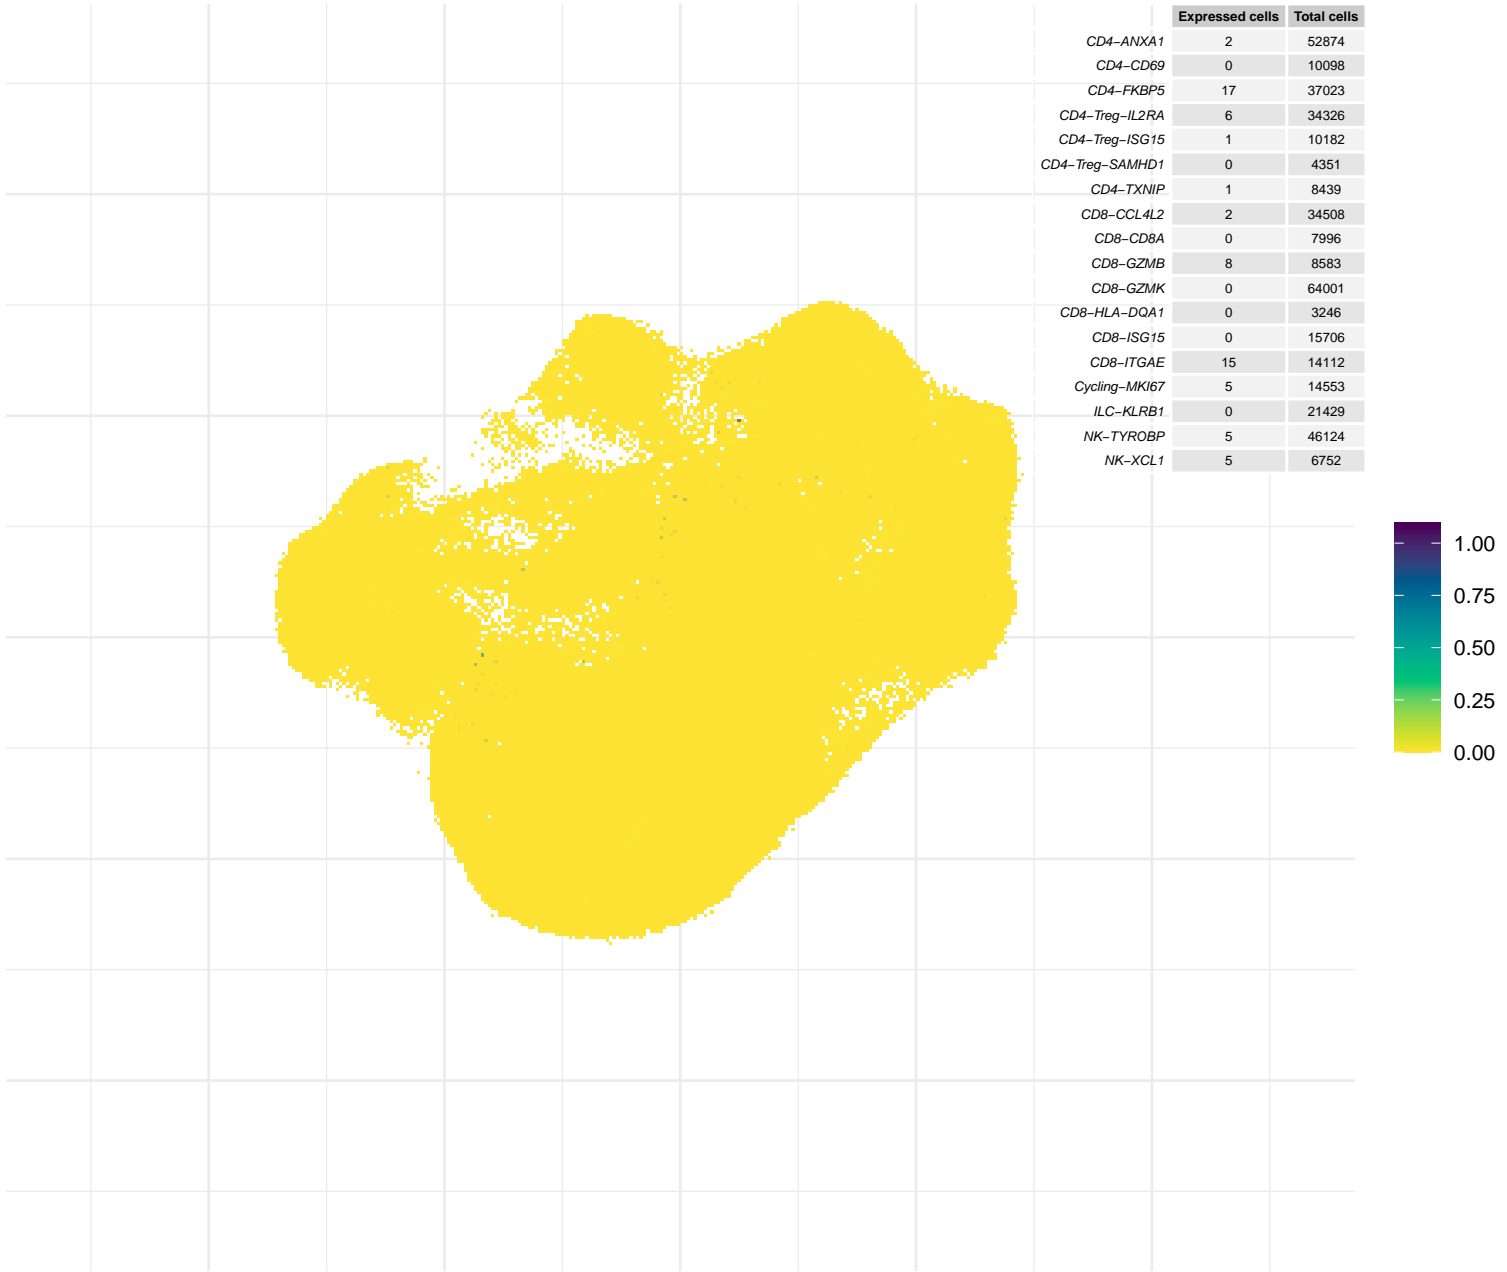 Expressed cells Total cells
CD4−ANXA1 2 52874
CD4−CD69 0 10098
CD4−FKBP5 17 37023
CD4−Treg−IL2RA 6 34326
CD4−Treg−ISG15 1 10182
CD4−Treg−SAMHD1 0 4351
CD4−TXNIP 1 8439
CD8−CCL4L2 2 34508
CD8−CD8A 0 7996
CD8−GZMB 8 8583
CD8−GZMK 0 64001
CD8−HLA−DQA1 0 3246
CD8−ISG15 0 15706
CD8−ITGAE 15 14112
Cycling−MKI67 5 14553
ILC−KLRB1 0 21429
NK−TYROBP 5 46124
NK−XCL1 5 6752
1.00
0.75
0.50
0.25
0.00